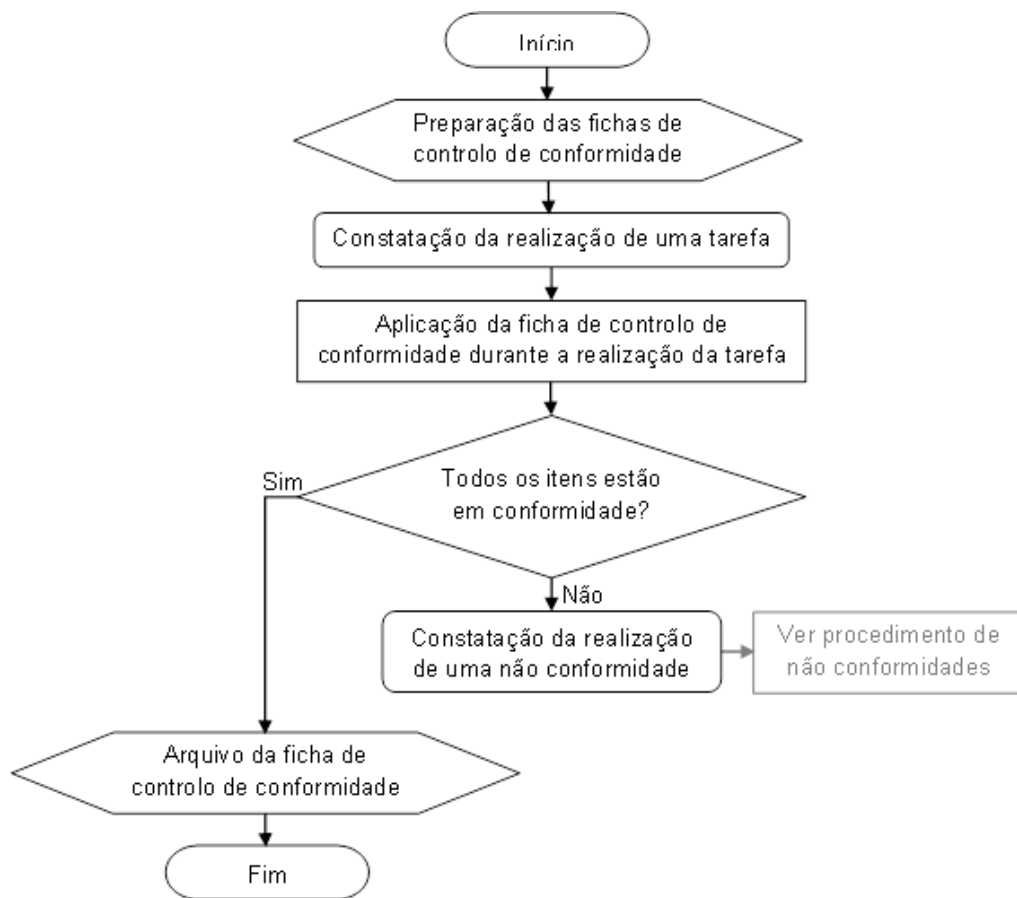 Início
Preparação das fichas de
controlo de conformidade
Constatação da realização de uma tarefa
Aplicação da ficha de controlo de
conformidade durante a realização da tarefa
Todos os itens estão
em conformidade?
Sim
Não
Constatação da realização
de uma não conformidade
Ver procedimento de
não conformidades
Arquivo da ficha de
controlo de conformidade
Fim